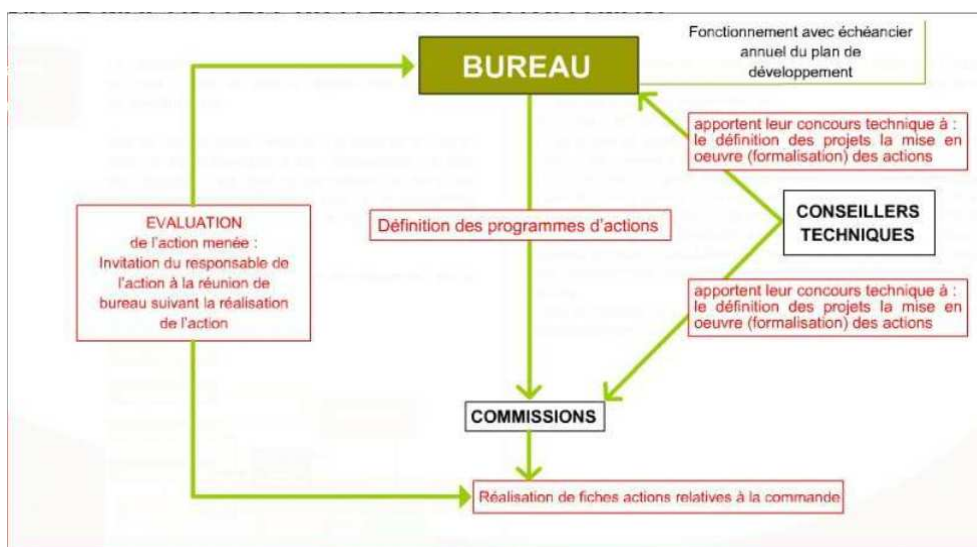 Fonctionnement avec échéancier
annuel du plan de
développement
BUREAU
apportent leur concours technique à :
le définition des projets la mise en
oeuvre (formalisation) des actions
EVALUATION
de l'action menée :
Invitation du responsable de
l'action à la réunion de
bureau suivant la réalisation
de l'action
Définition des programmes d'actions
CONSEILLERS
TECHNIQUES
apportent leur concours technique à :
le définition des projets la mise en
oeuvre (formalisation) des actions
COMMISSIONS
Réalisation de fiches actions relatives à la commande